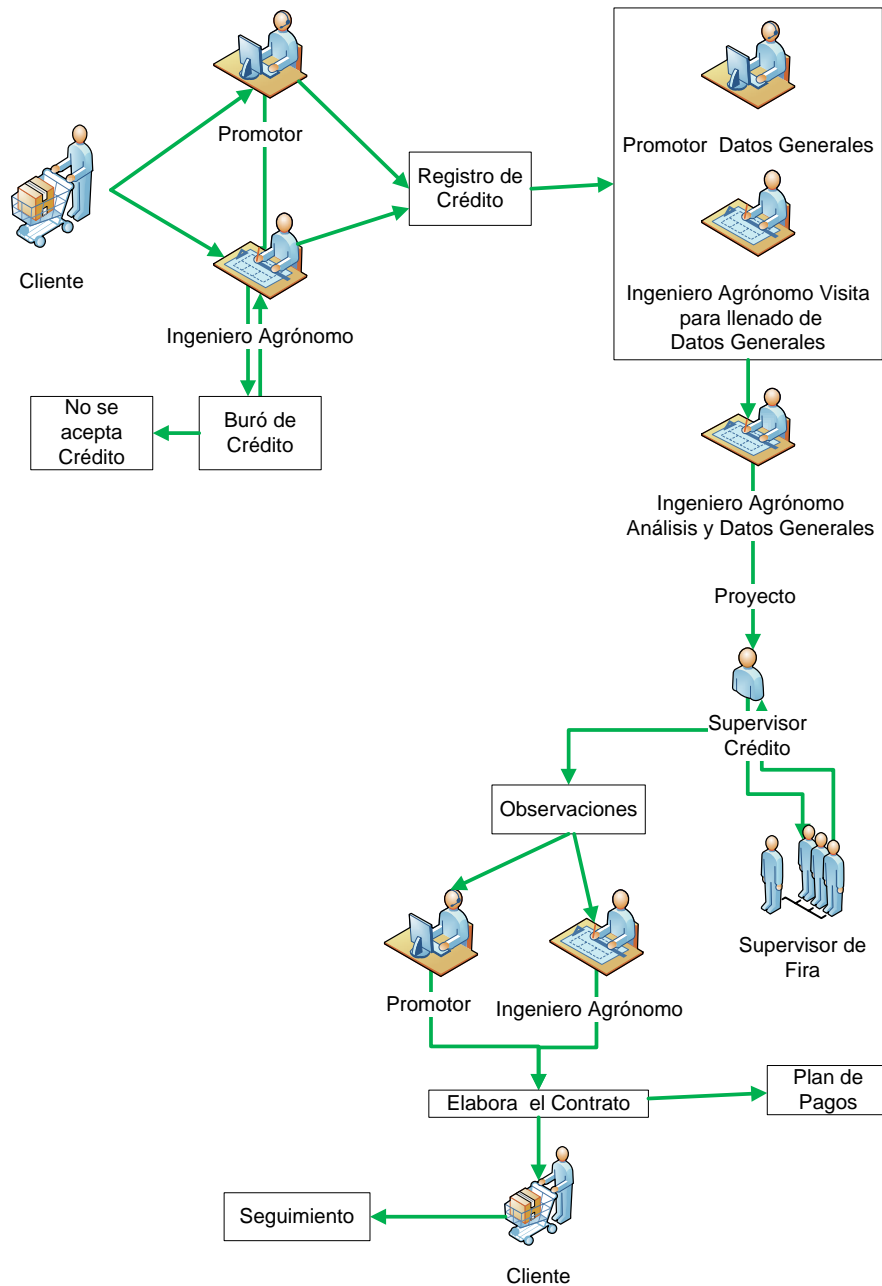 Promotor
Cliente
Registro de
Crédito
Promotor  Datos Generales
Ingeniero Agrónomo Visita
para llenado de
Datos Generales
Ingeniero Agrónomo
No se
acepta
Crédito
Buró de
Crédito
Ingeniero Agrónomo
Análisis y Datos Generales
Proyecto
Supervisor
Crédito
Observaciones
Supervisor de
Fira
Promotor
Ingeniero Agrónomo
Elabora  el Contrato
Plan de
Pagos
Seguimiento
Cliente